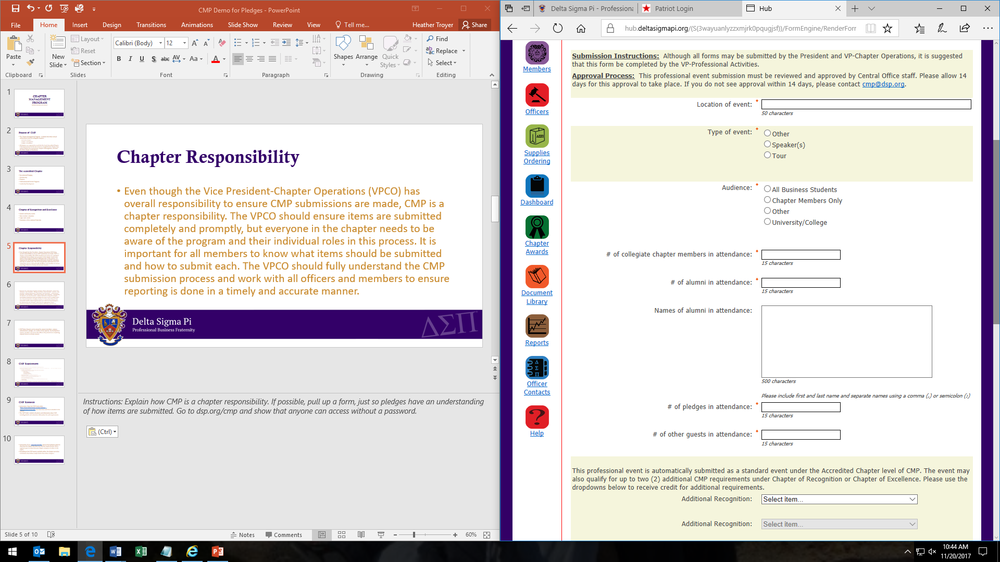 CMP Demo for Pledges - PowerPoint
File Home Insert Design Transitions Animations Slide Show Review View Tell me... Heather Troyer Share
Paste
New
Slide
Layout
Reset
Section
Calibri (Body) 12
B I U S abc AV Aa A
Shapes Arrange Quick
Styles
Find
Replace
Select
Clipboard Slides Font Paragraph Drawing Editing
1
CHAPTER
MANAGEMENT
PROGRAM
2
Purpose of CMP
3
The Accredited Chapter
4
Chapter of Recognition and Excellence
5
Chapter Responsibility
6
7
8
CMP Requirements
9
CMP Resources
10
Chapter Responsibility
• Even though the Vice President-Chapter Operations (VPCO) has
overall responsibility to ensure CMP submissions are made, CMP is a
chapter responsibility. The VPCO should ensure items are submitted
completely and promptly, but everyone in the chapter needs to be
aware of the program and their individual roles in this process. It is
important for all members to know what items should be submitted
and how to submit each. The VPCO should fully understand the CMP
submission process and work with all officers and members to ensure
reporting is done in a timely and accurate manner.
Delta Sigma Pi
Professional Business Fraternity
ΔΣΠ
Instructions: Explain how CMP is a chapter responsibility. If possible, pull up a form, just so pledges have an understanding
of how items are submitted. Go to dsp.org/cmp and show that anyone can access without a password.
(Ctrl)
Slide 5 of 10 Notes Comments 60%
Delta Sigma Pi - Professiona Patriot Login Hub
hub.deltasigmapi.org/(S(3wayuanlyzzxmjrk0pqugjsf))/FormEngine/RenderForr
Members
Officers
ΔΣΠ
Supplies
Ordering
Dashboard
Chapter
Awards
Document
Library
Reports
Δ
Σ
Π
Officer
Contacts
?
Help
Submission Instructions: Although all forms may be submitted by the President and VP-Chapter Operations, it is suggested
that this form be completed by the VP-Professional Activities.
Approval Process: This professional event submission must be reviewed and approved by Central Office staff. Please allow 14
days for this approval to take place. If you do not see approval within 14 days, please contact cmp@dsp.org.
Location of event: *
50 characters
Type of event: *
Other
Speaker(s)
Tour
Audience: *
All Business Students
Chapter Members Only
Other
University/College
# of collegiate chapter members in attendance: *
15 characters
# of alumni in attendance: *
15 characters
Names of alumni in attendance:
500 characters
Please include first and last name and separate names using a comma (,) or semicolon (;)
# of pledges in attendance: *
15 characters
# of other guests in attendance: *
15 characters
This professional event is automatically submitted as a standard event under the Accredited Chapter level of CMP. The event may
also qualify for up to two (2) additional CMP requirements under Chapter of Recognition or Chapter of Excellence. Please use the
dropdowns below to receive credit for additional requirements.
Additional Recognition: Select item...
Additional Recognition: Select item...
10:44 AM
11/20/2017